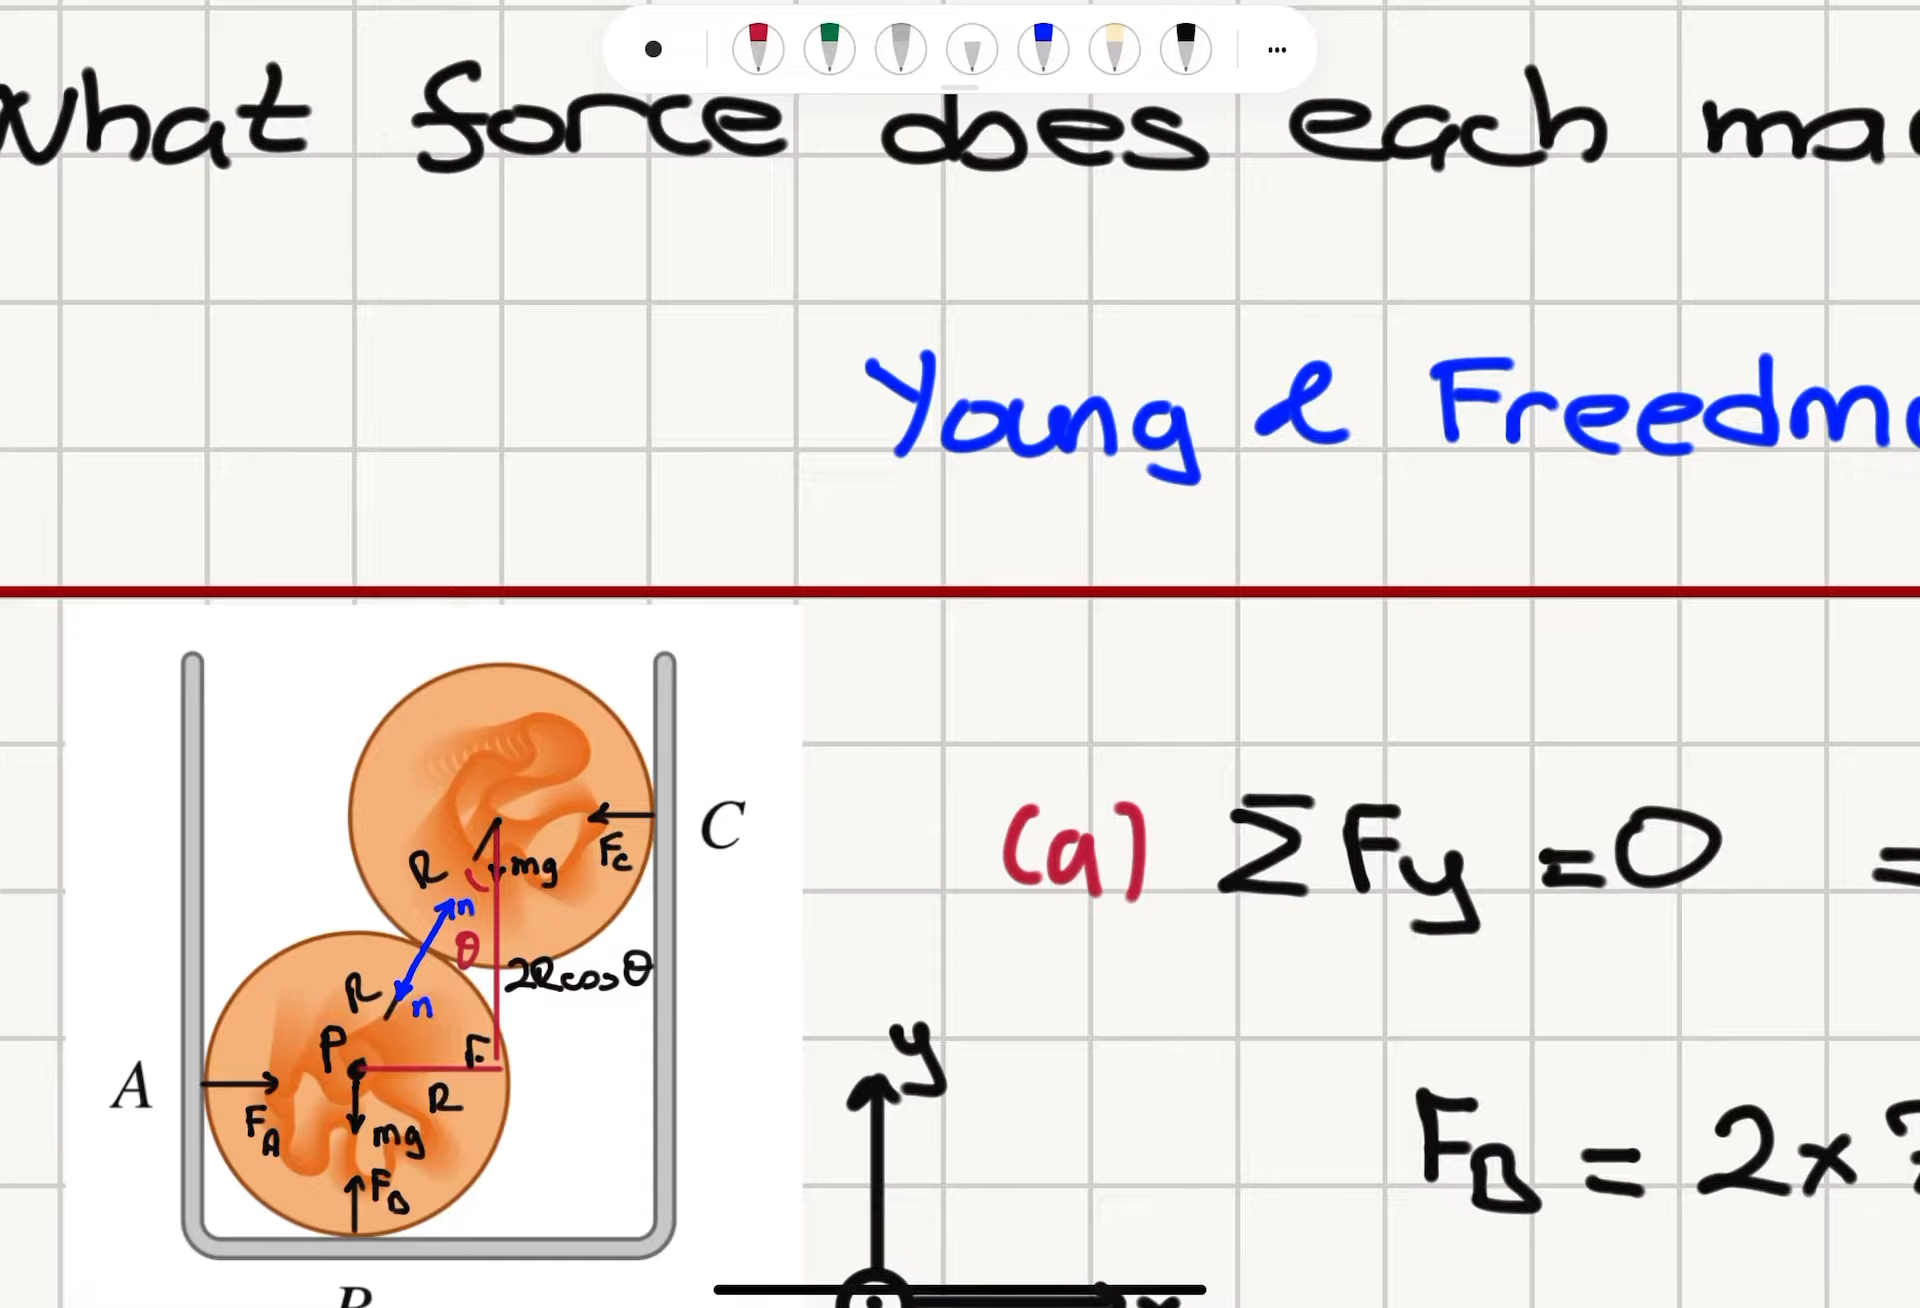 What force does each ma
Young & Freedm
(a) ΣFy =0 =
C
Fc
R mg
n
θ
2Rcosθ
R
n
P
F
A
R
FA
mg
FB
y
FB = 2x
x